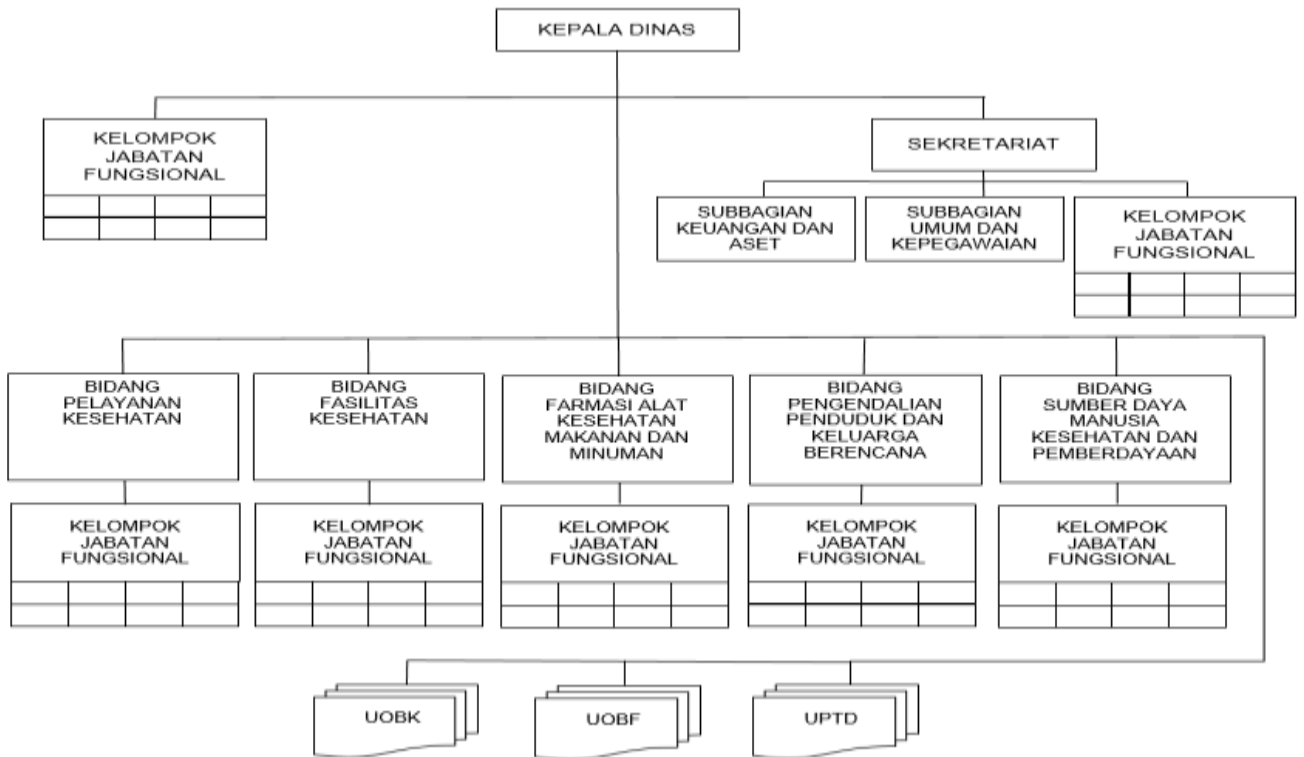 KEPALA DINAS
KELOMPOK
JABATAN
FUNGSIONAL
SEKRETARIAT
SUBBAGIAN
KEUANGAN DAN
ASET
SUBBAGIAN
UMUM DAN
KEPEGAWAIAN
KELOMPOK
JABATAN
FUNGSIONAL
BIDANG
PELAYANAN
KESEHATAN
BIDANG
FASILITAS
KESEHATAN
BIDANG
FARMASI ALAT
KESEHATAN
MAKANAN DAN
MINUMAN
BIDANG
PENGENDALIAN
PENDUDUK DAN
KELUARGA
BERENCANA
BIDANG
SUMBER DAYA
MANUSIA
KESEHATAN DAN
PEMBERDAYAAN
KELOMPOK
JABATAN
FUNGSIONAL
KELOMPOK
JABATAN
FUNGSIONAL
KELOMPOK
JABATAN
FUNGSIONAL
KELOMPOK
JABATAN
FUNGSIONAL
KELOMPOK
JABATAN
FUNGSIONAL
UOBK
UOBF
UPTD